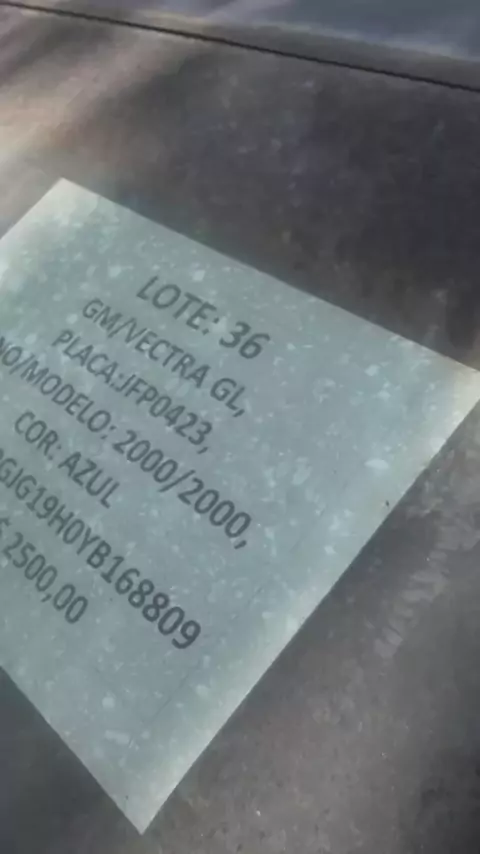 LOTE: 36
GM/VECTRA GL,
PLACA:JFP0423,
NO/MODELO: 2000/2000,
COR: AZUL
GJG19H0YB168809
$ 2500,00